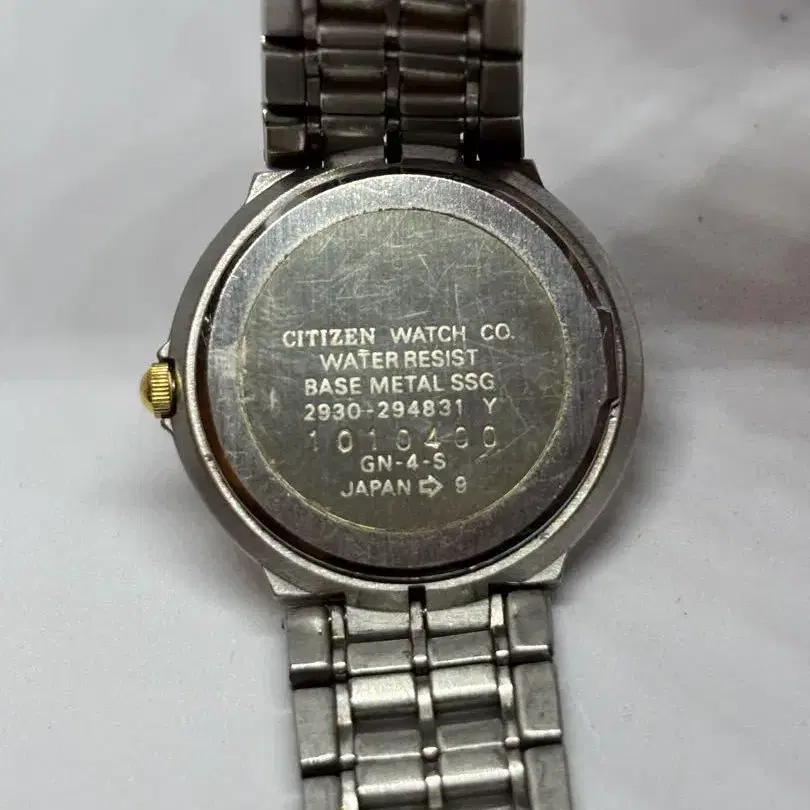 CITIZEN WATCH CO.
WATER RESIST
BASE METAL SSG
2930-294831 Y
1010400
GN-4-S
JAPAN ⇨ 9